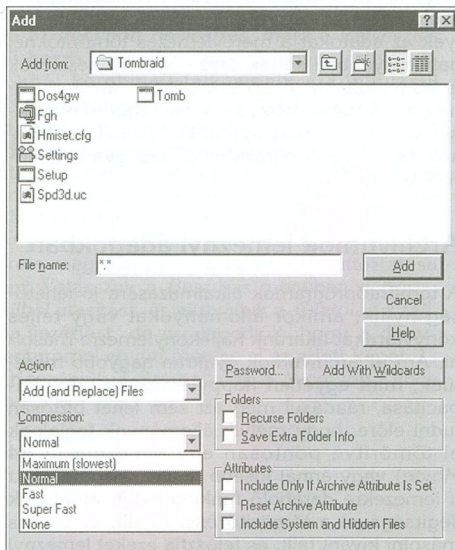 Add
Add from: Tombraid
Dos4gw Tomb
Fgh
Hmiset.cfg
Settings
Setup
Spd3d.uc
File name: *.* Add
Cancel
Help
Action:
Add (and Replace) Files
Password... Add With Wildcards
Compression:
Normal
Maximum (slowest)
Normal
Fast
Super Fast
None
Folders
Recurse Folders
Save Extra Folder Info
Attributes
Include Only If Archive Attribute Is Set
Reset Archive Attribute
Include System and Hidden Files